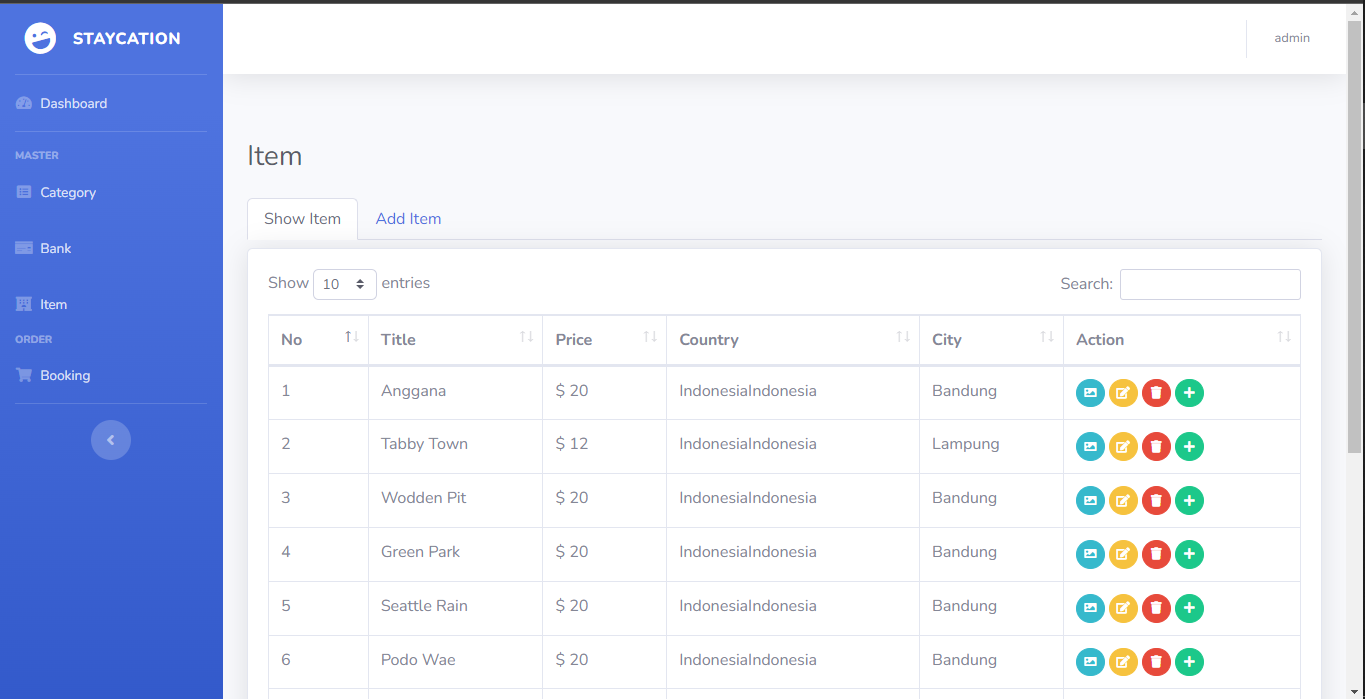 STAYCATION
admin
Dashboard
MASTER
Category
Bank
Item
ORDER
Booking
Item
Show Item Add Item
Show 10 entries Search:
No Title Price Country City Action
1 Anggana $ 20 IndonesiaIndonesia Bandung
2 Tabby Town $ 12 IndonesiaIndonesia Lampung
3 Wodden Pit $ 20 IndonesiaIndonesia Bandung
4 Green Park $ 20 IndonesiaIndonesia Bandung
5 Seattle Rain $ 20 IndonesiaIndonesia Bandung
6 Podo Wae $ 20 IndonesiaIndonesia Bandung